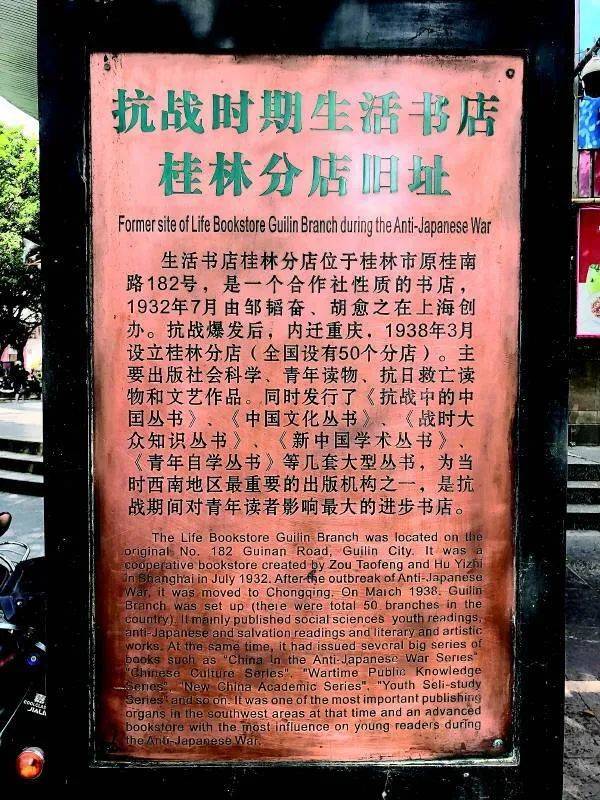 抗战时期生活书店
桂林分店旧址
Former site of Life Bookstore Guilin Branch during the Anti-Japanese War
生活书店桂林分店位于桂林市原桂南
路182号，是一个合作社性质的书店，
1932年7月由邹韬奋、胡愈之在上海创
办。抗战爆发后，内迁重庆，1938年3月
设立桂林分店（全国设有50个分店）。主
要出版社会科学、青年读物、抗日救亡读
物和文艺作品。同时发行了《抗战中的中
国丛书》、《中国文化丛书》、《战时大
众知识丛书》、《新中国学术丛书》、
《青年自学丛书》等几套大型丛书，为当
时西南地区最重要的出版机构之一，是抗
战期间对青年读者影响最大的进步书店。
The Life Bookstore Guilin Branch was located on the
original No. 182 Guinan Road, Guilin City. It was a
cooperative bookstore created by Zou Taofeng and Hu Yizhi
in Shanghai in July 1932. After the outbreak of Anti-Japanese
War, it was moved to Chongqing. On March 1938. Guilin
Branch was set up (there were total 50 branches in the
country). It mainly published social sciences, youth readings,
anti-Japanese and salvation readings and literary and artistic
works. At the same time, it had issued several big series of
books such as "China in the Anti-Japanese War Series",
"Chinese Culture Series", "Wartime Public Knowledge
Series", "New China Academic Series", "Youth Self-study
Series" and so on. It was one of the most important publishing
organs in the southwest areas at that time and an advanced
bookstore with the most influence on young readers during
the Anti-Japanese War.